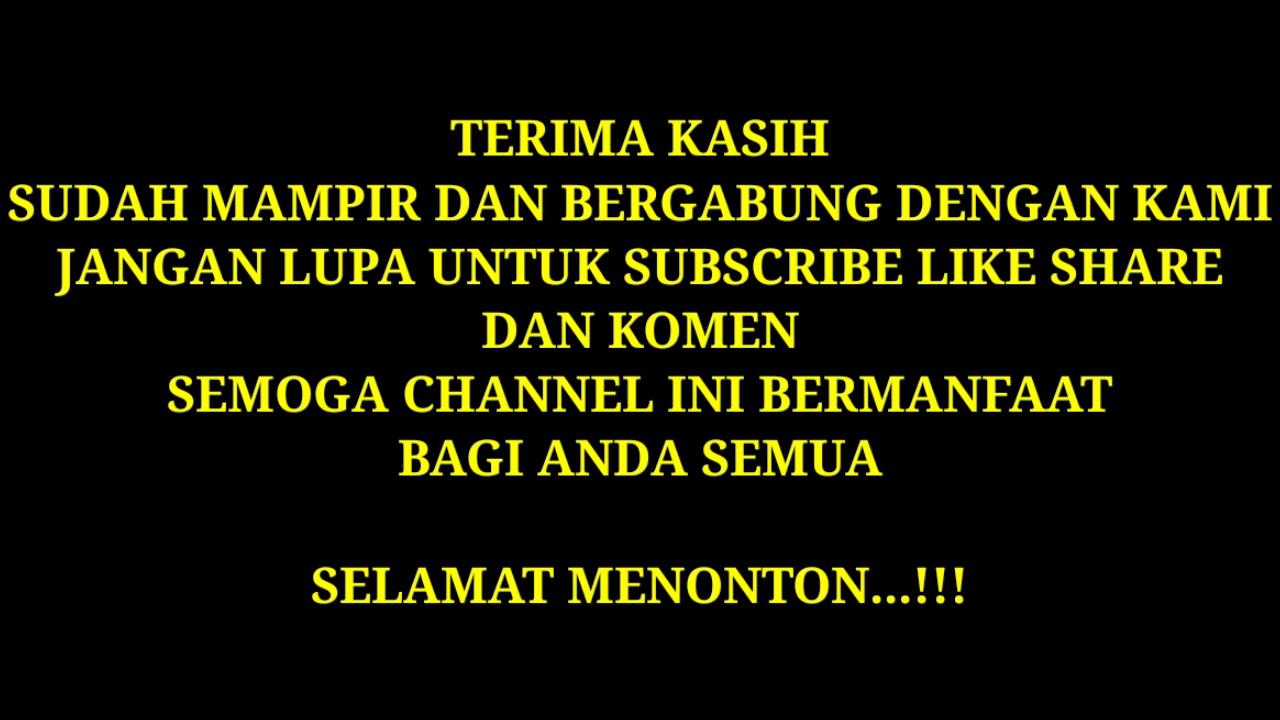 TERIMA KASIH
SUDAH MAMPIR DAN BERGABUNG DENGAN KAMI
JANGAN LUPA UNTUK SUBSCRIBE LIKE SHARE
DAN KOMEN
SEMOGA CHANNEL INI BERMANFAAT
BAGI ANDA SEMUA
SELAMAT MENONTON...!!!